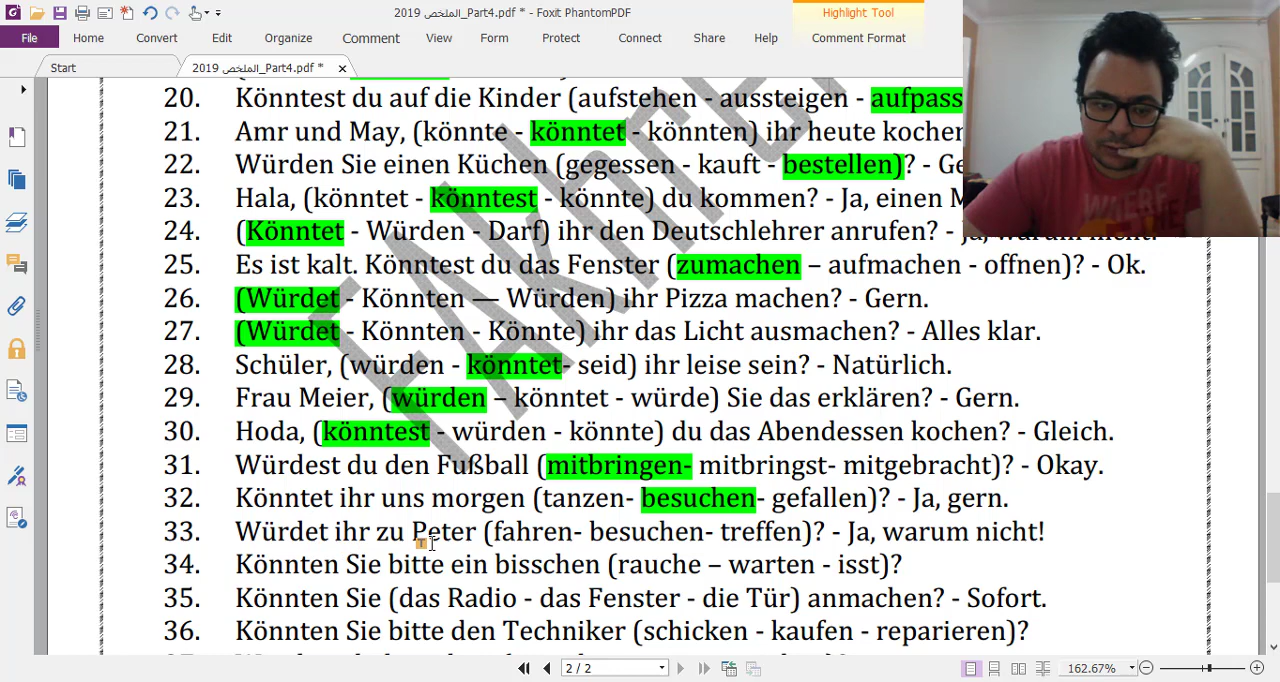 2019 الملخص_Part4.pdf * - Foxit PhantomPDF
Highlight Tool
File Home Convert Edit Organize Comment View Form Protect Connect Share Help Comment Format
Start 2019 الملخص_Part4.pdf *
20. Könntest du auf die Kinder (aufstehen - aussteigen - aufpass
21. Amr und May, (könnte - könntet - könnten) ihr heute kochen
22. Würden Sie einen Küchen (gegessen - kauft - bestellen)? - Ge
23. Hala, (könntet - könntest - könnte) du kommen? - Ja, einen M
24. (Könntet - Würden - Darf) ihr den Deutschlehrer anrufen? - Ja, warum nicht.
25. Es ist kalt. Könntest du das Fenster (zumachen – aufmachen - offnen)? - Ok.
26. (Würdet - Könnten — Würden) ihr Pizza machen? - Gern.
27. (Würdet - Könnten - Könnte) ihr das Licht ausmachen? - Alles klar.
28. Schüler, (würden - könntet- seid) ihr leise sein? - Natürlich.
29. Frau Meier, (würden – könntet - würde) Sie das erklären? - Gern.
30. Hoda, (könntest - würden - könnte) du das Abendessen kochen? - Gleich.
31. Würdest du den Fußball (mitbringen- mitbringst- mitgebracht)? - Okay.
32. Könntet ihr uns morgen (tanzen- besuchen- gefallen)? - Ja, gern.
33. Würdet ihr zu Peter (fahren- besuchen- treffen)? - Ja, warum nicht!
34. Könnten Sie bitte ein bisschen (rauche – warten - isst)?
35. Könnten Sie (das Radio - das Fenster - die Tür) anmachen? - Sofort.
36. Könnten Sie bitte den Techniker (schicken - kaufen - reparieren)?
2 / 2
162.67%